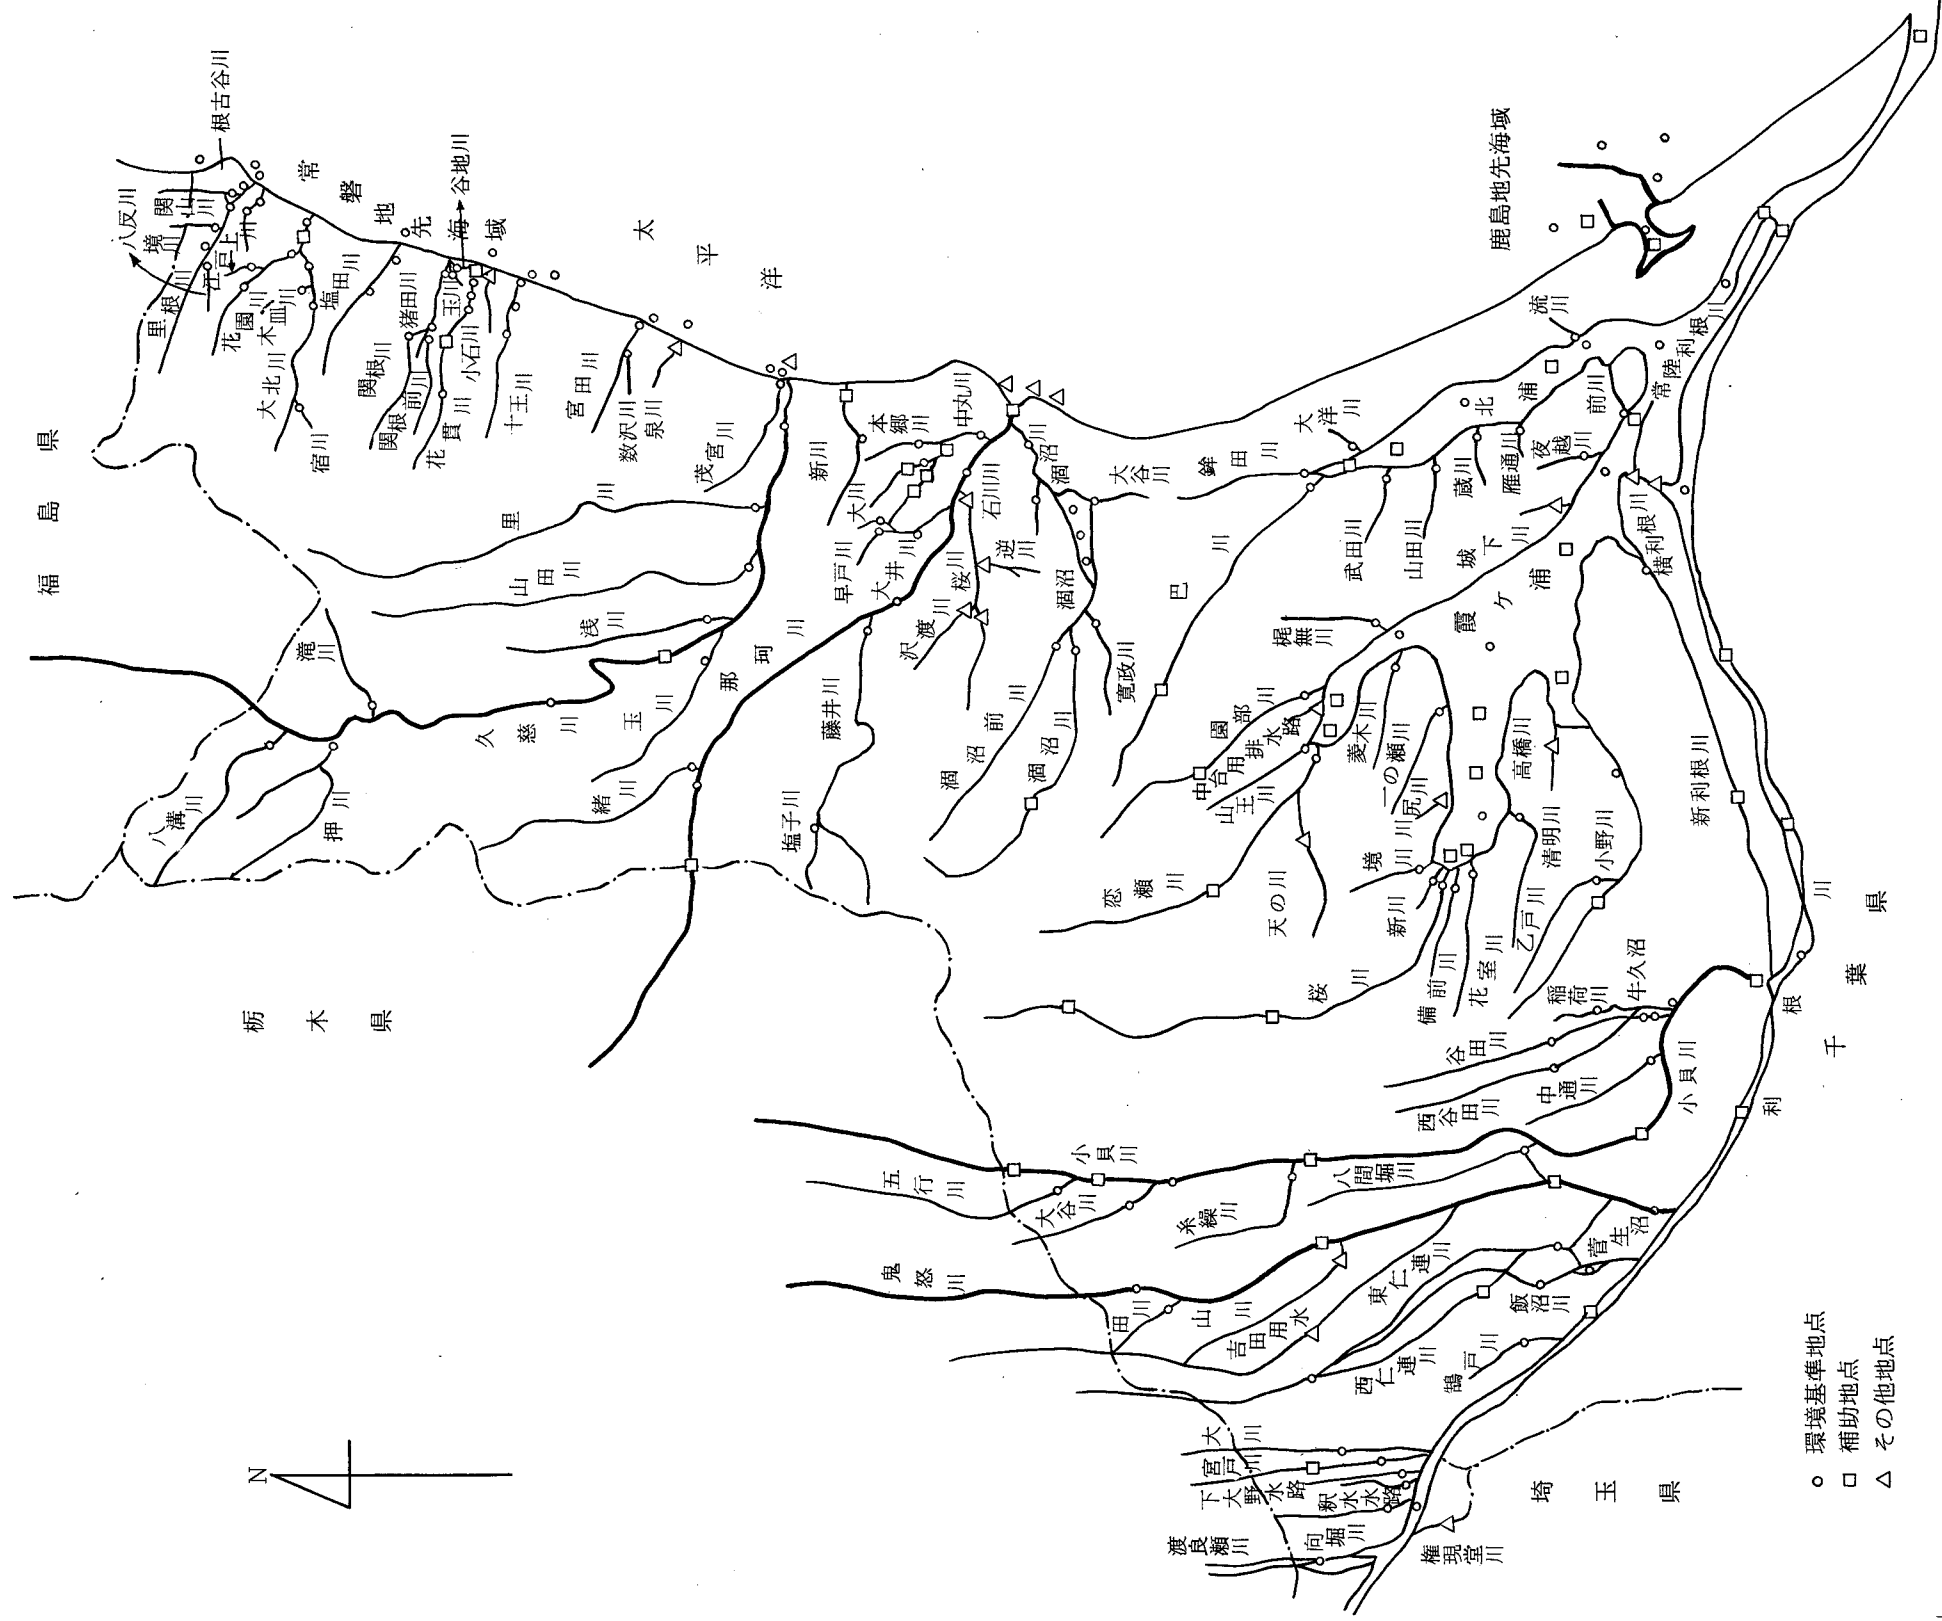 福島県
栃木県
埼玉県
千葉県
太平洋
常磐地先海域
鹿島地先海域
根古谷川
八反川
関山川
境川
里根川
江戸上川
花園川
木皿川
大北川
宿川
塩田川
谷地川
関根川
猪田川
玉川
関根前川
小石川
花貫川
十王川
宮田川
数沢川
泉川
茂宮川
里川
山田川
浅川
滝川
久慈川
玉川
八溝川
押川
緒川
那珂川
新川
本郷川
中丸川
大川
早戸川
大井川
石川川
桜川
逆川
沢渡川
藤井川
塩子川
涸沼川
大谷川
涸沼
涸沼前川
涸沼川
寛政川
鉾田川
大洋川
巴川
武田川
山田川
蔵川
雁通川
夜越川
北浦
流川
前川
常陸利根川
横利根川
城下川
霞ケ浦
梶無川
園部川
中台用排水路
山王川
恋瀬川
天の川
菱木川
一の瀬川
尻川
境川
新川
桜川
備前川
花室川
高橋川
清明川
乙戸川
小野川
新利根川
利根川
牛久沼
稲荷川
谷田川
西谷田川
中通川
小貝川
八間堀川
五行川
小貝川
大谷川
糸繰川
鬼怒川
田川
山川
吉田用水
東仁連川
西仁連川
飯沼川
菅生沼
鵠戸川
大川
宮戸川
下大野水路
釈水水路
向堀川
渡良瀬川
権現堂川
N
○ 環境基準地点
□ 補助地点
△ その他地点